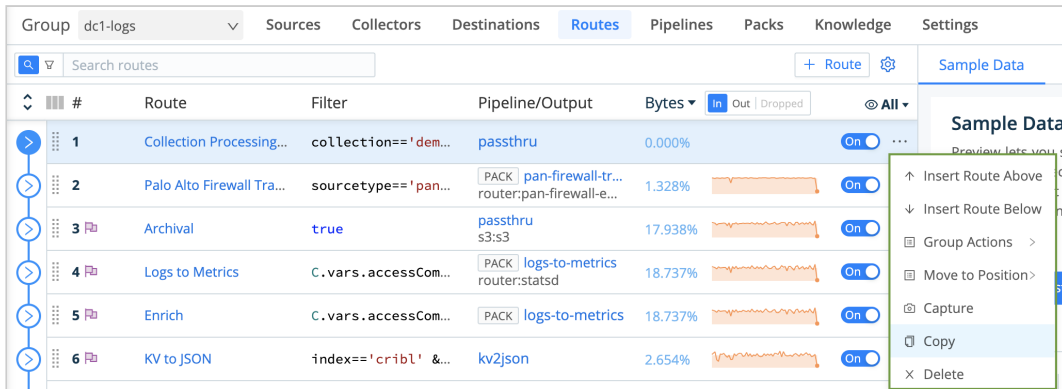 Group dc1-logs Sources Collectors Destinations Routes Pipelines Packs Knowledge Settings
Search routes + Route Sample Data
# Route Filter Pipeline/Output Bytes In Out Dropped All
Sample Data
1 Collection Processing... collection=='dem... passthru 0.000% On ...
Preview lets you
Insert Route Above
2 Palo Alto Firewall Tra... sourcetype=='pan... PACK pan-firewall-tr... 1.328% On
router:pan-firewall-e...
Insert Route Below
3 Archival true passthru 17.938% On
s3:s3
Group Actions >
4 Logs to Metrics C.vars.accessCom... PACK logs-to-metrics 18.737% On
router:statsd
Move to Position >
5 Enrich C.vars.accessCom... PACK logs-to-metrics 18.737% On
Capture
Copy
6 KV to JSON index=='cribl' &... kv2json 2.654% On
Delete